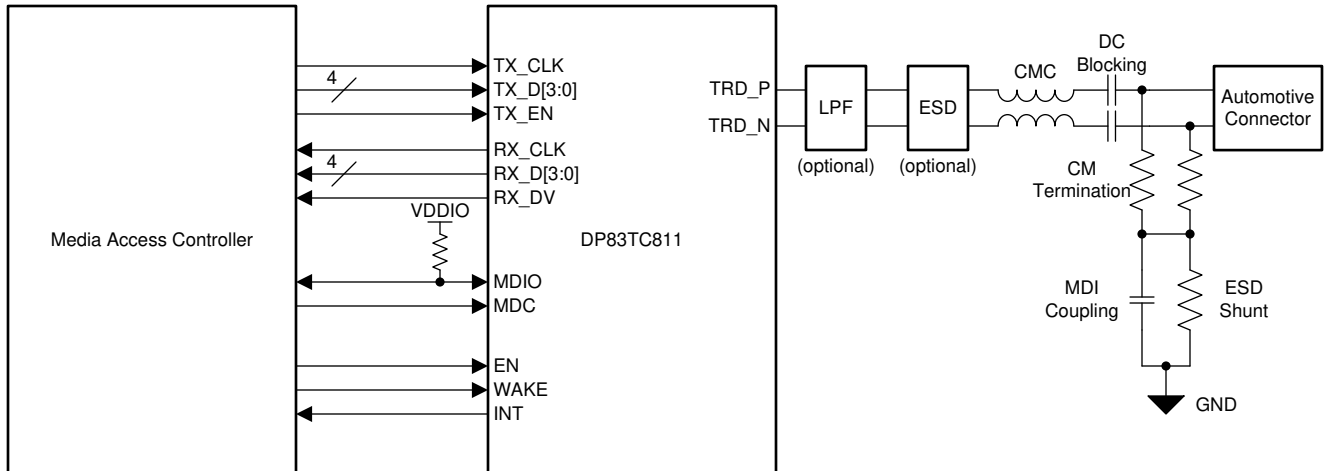 Media Access Controller
4
4
VDDIO
TX_CLK
TX_D[3:0]
TX_EN
RX_CLK
RX_D[3:0]
RX_DV
MDIO
MDC
EN
WAKE
INT
DP83TC811
TRD_P
TRD_N
LPF
(optional)
ESD
(optional)
CMC
DC
Blocking
Automotive
Connector
CM
Termination
MDI
Coupling
ESD
Shunt
GND